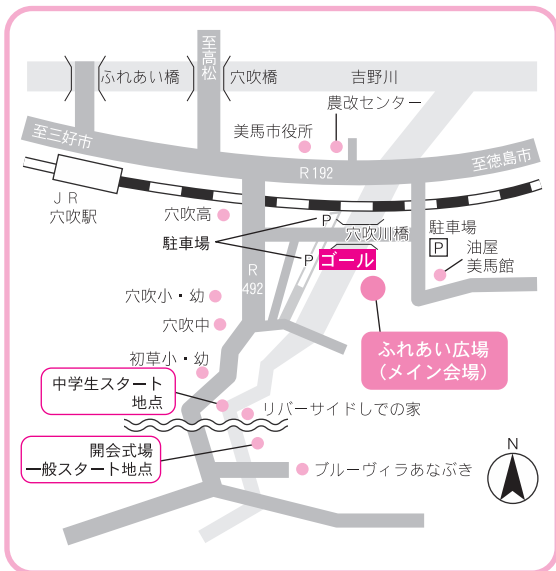 至高松
ふれあい橋
穴吹橋
吉野川
農改センター
美馬市役所
至三好市
R192
至徳島市
JR
穴吹駅
穴吹高
P
穴吹川橋
駐車場
駐車場
P
P
油屋
美馬館
ゴール
R
492
穴吹小・幼
穴吹中
ふれあい広場
(メイン会場)
初草小・幼
中学生スタート
地点
リバーサイドしでの家
開会式場
一般スタート地点
ブルーヴィラあなぶき
N